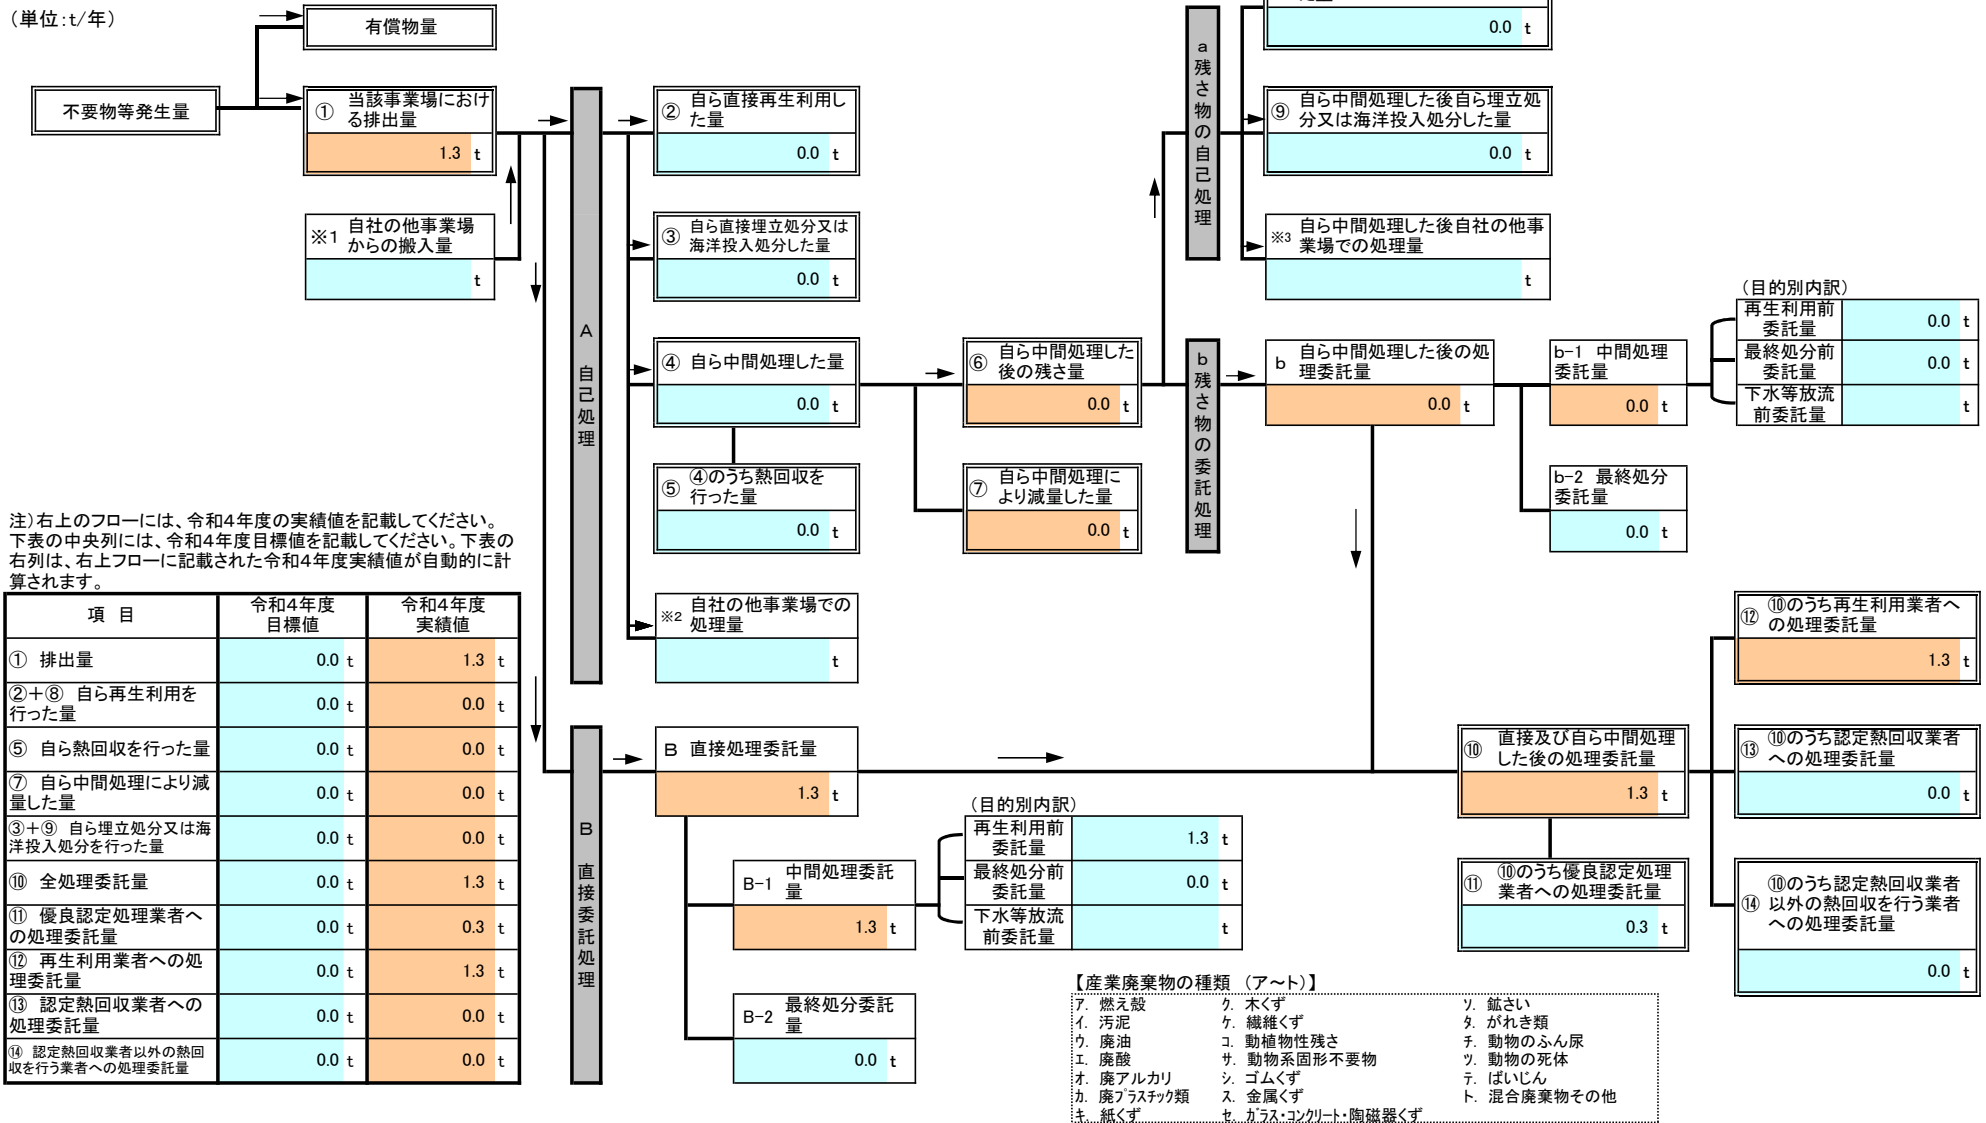 （単位：t/年）
有償物量
不要物等発生量
① 当該事業場におけ
る排出量
1.3 t
※1 自社の他事業場
からの搬入量
t
A 自己処理
② 自ら直接再生利用し
た量
0.0 t
③ 自ら直接埋立処分又は
海洋投入処分した量
0.0 t
④ 自ら中間処理した量
0.0 t
⑤ ④のうち熱回収を
行った量
0.0 t
※2 自社の他事業場での
処理量
t
⑥ 自ら中間処理した
後の残さ量
0.0 t
⑦ 自ら中間処理に
より減量した量
0.0 t
a 残さ物の自己処理
0.0 t
⑨ 自ら中間処理した後自ら埋立処
分又は海洋投入処分した量
0.0 t
※3 自ら中間処理した後自社の他事
業場での処理量
t
b 残さ物の委託処理
b 自ら中間処理した後の処
理委託量
0.0 t
b-1 中間処理
委託量
0.0 t
b-2 最終処分
委託量
0.0 t
（目的別内訳）
再生利用前
委託量 0.0 t
最終処分前
委託量 0.0 t
下水等放流
前委託量 t
注）右上のフローには、令和4年度の実績値を記載してください。
下表の中央列には、令和4年度目標値を記載してください。下表の
右列は、右上フローに記載された令和4年度実績値が自動的に計
算されます。
項 目 令和4年度
目標値 令和4年度
実績値
① 排出量 0.0 t 1.3 t
②＋⑧ 自ら再生利用を
行った量 0.0 t 0.0 t
⑤ 自ら熱回収を行った量 0.0 t 0.0 t
⑦ 自ら中間処理により減
量した量 0.0 t 0.0 t
③＋⑨ 自ら埋立処分又は海
洋投入処分を行った量 0.0 t 0.0 t
⑩ 全処理委託量 0.0 t 1.3 t
⑪ 優良認定処理業者へ
の処理委託量 0.0 t 0.3 t
⑫ 再生利用業者への処
理委託量 0.0 t 1.3 t
⑬ 認定熱回収業者への
処理委託量 0.0 t 0.0 t
⑭ 認定熱回収業者以外の熱回
収を行う業者への処理委託量 0.0 t 0.0 t
B 直接委託処理
B 直接処理委託量
1.3 t
B-1 中間処理委託
量
1.3 t
B-2 最終処分委託
量
0.0 t
（目的別内訳）
再生利用前
委託量 1.3 t
最終処分前
委託量 0.0 t
下水等放流
前委託量 t
⑩ 直接及び自ら中間処理
した後の処理委託量
1.3 t
⑪ ⑩のうち優良認定処理
業者への処理委託量
0.3 t
⑫ ⑩のうち再生利用業者へ
の処理委託量
1.3 t
⑬ ⑩のうち認定熱回収業者
への処理委託量
0.0 t
⑭ ⑩のうち認定熱回収業者
以外の熱回収を行う業者
への処理委託量
0.0 t
【産業廃棄物の種類 （ア～ト）】
ア. 燃え殻 ク. 木くず ソ. 鉱さい
イ. 汚泥 ケ. 繊維くず タ. がれき類
ウ. 廃油 コ. 動植物性残さ チ. 動物のふん尿
エ. 廃酸 サ. 動物系固形不要物 ツ. 動物の死体
オ. 廃アルカリ シ. ゴムくず テ. ばいじん
カ. 廃プラスチック類 ス. 金属くず ト. 混合廃棄物その他
キ. 紙くず セ. ガラス・コンクリート・陶磁器くず